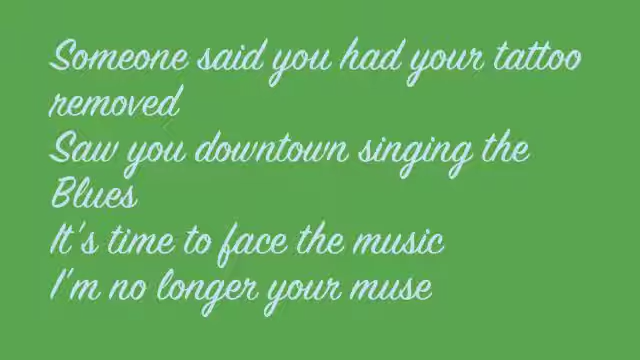 Someone said you had your tattoo
removed
Saw you downtown singing the
Blues
It's time to face the music
I'm no longer your muse